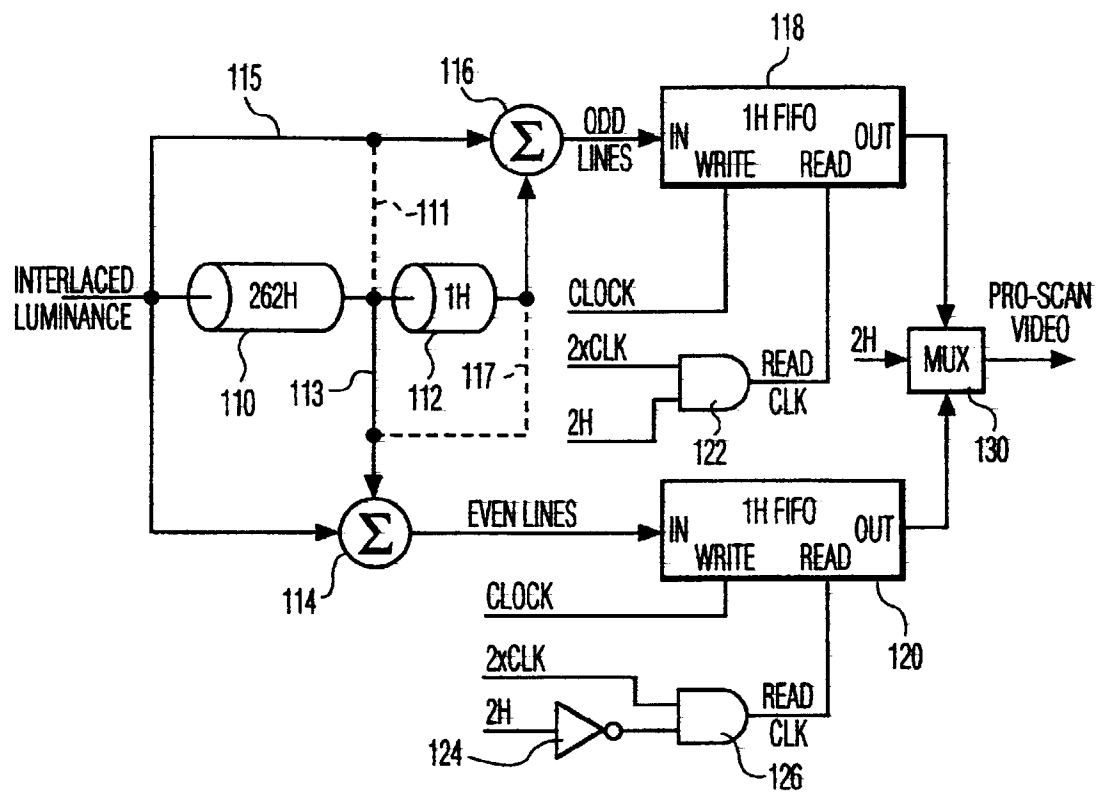 118
115
116
Σ
ODD
LINES
1H FIFO
IN
OUT
WRITE
READ
111
INTERLACED
LUMINANCE
262H
1H
CLOCK
PRO-SCAN
VIDEO
2H
MUX
2xCLK
READ
CLK
110
113
112
117
2H
122
130
Σ
EVEN LINES
1H FIFO
IN
OUT
WRITE
READ
114
CLOCK
120
2xCLK
READ
CLK
2H
124
126